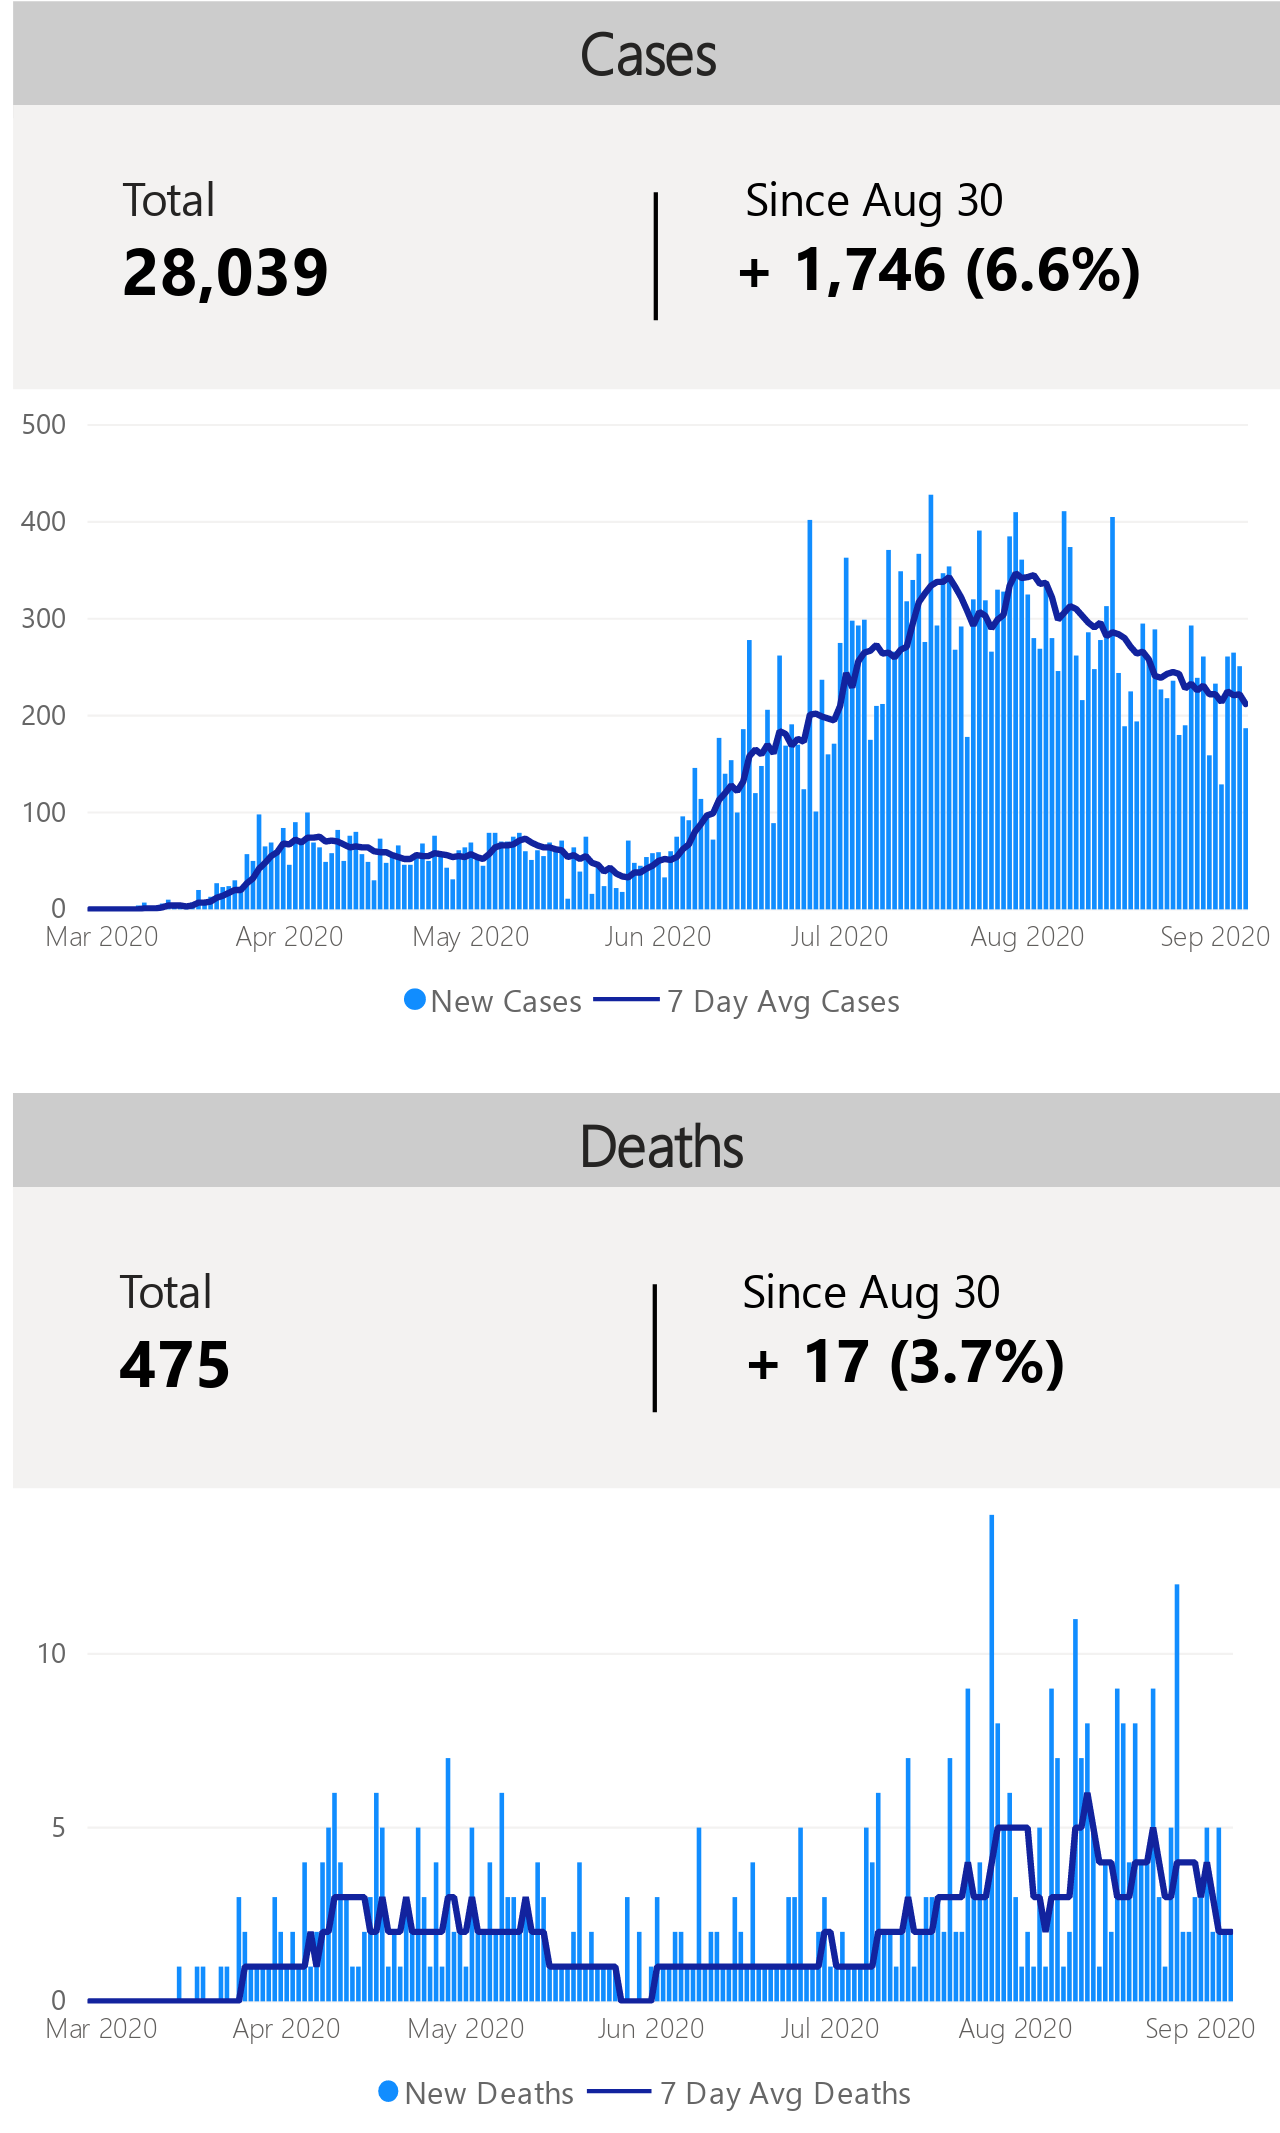 Cases
Total
Since Aug 30
28,039
+ 1,746 (6.6%)
500
400
300
200
100
0
Mar 2020 Apr 2020 May 2020 Jun 2020 Jul 2020 Aug 2020 Sep 2020
New Cases 7 Day Avg Cases
Deaths
Total
Since Aug 30
475
+ 17 (3.7%)
10
5
0
Mar 2020 Apr 2020 May 2020 Jun 2020 Jul 2020 Aug 2020 Sep 2020
New Deaths 7 Day Avg Deaths